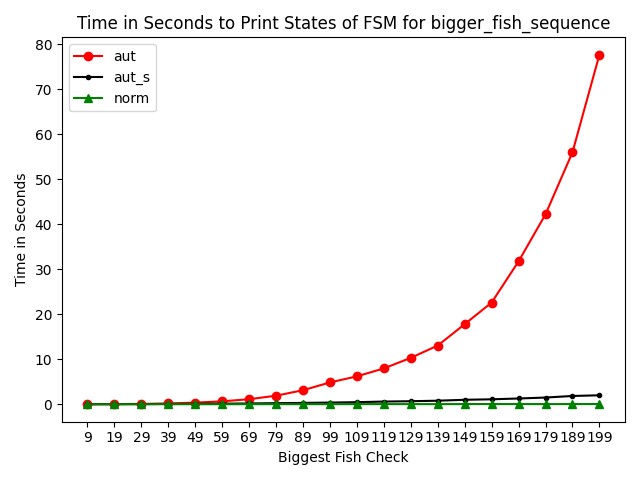 Time in Seconds to Print States of FSM for bigger_fish_sequence
aut
aut_s
norm
80
70
60
50
40
30
20
10
0
Time in Seconds
9 19 29 39 49 59 69 79 89 99 109 119 129 139 149 159 169 179 189 199
Biggest Fish Check